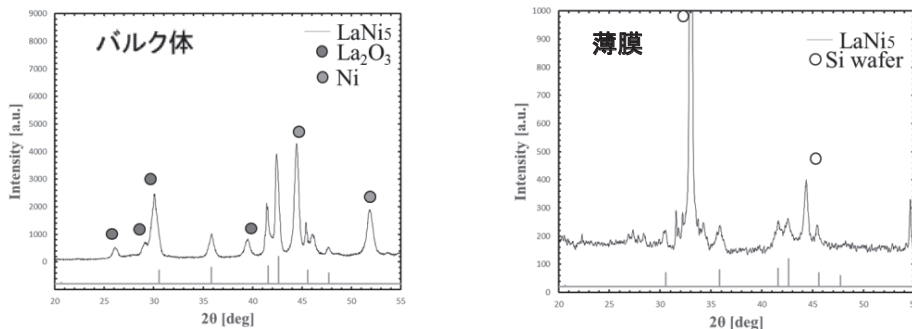 バルク体
LaNi5
La2O3
Ni
Intensity [a.u.]
9000
8000
7000
6000
5000
4000
3000
2000
1000
0
20 25 30 35 40 45 50 55
2θ [deg]
薄膜
LaNi5
Si wafer
Intensity [a.u.]
1000
900
800
700
600
500
400
300
200
100
0
20 25 30 35 40 45 50 55
2θ [deg]